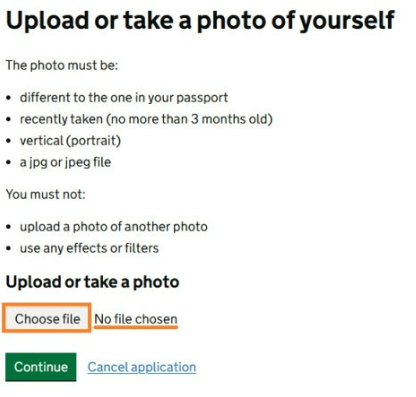 Upload or take a photo of yourself
The photo must be:
• different to the one in your passport
• recently taken (no more than 3 months old)
• vertical (portrait)
• a jpg or jpeg file
You must not:
• upload a photo of another photo
• use any effects or filters
Upload or take a photo
Choose file No file chosen
Continue Cancel application